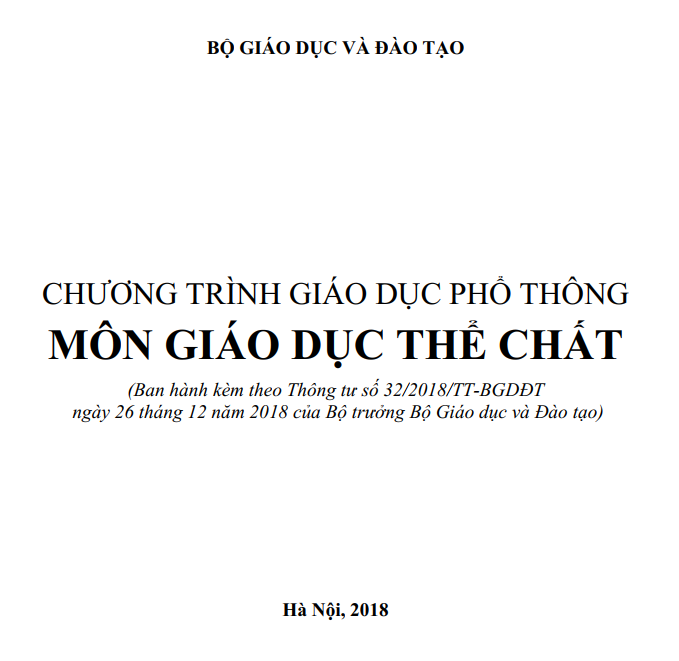 BỘ GIÁO DỤC VÀ ĐÀO TẠO
CHƯƠNG TRÌNH GIÁO DỤC PHỔ THÔNG
MÔN GIÁO DỤC THỂ CHẤT
(Ban hành kèm theo Thông tư số 32/2018/TT-BGDĐT
ngày 26 tháng 12 năm 2018 của Bộ trưởng Bộ Giáo dục và Đào tạo)
Hà Nội, 2018